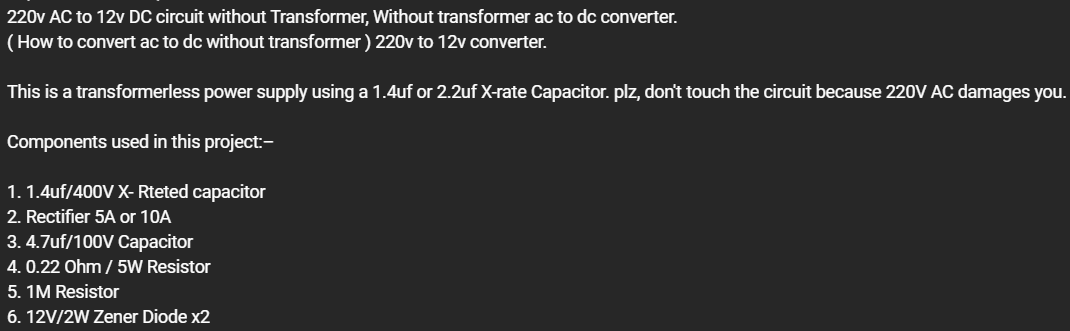 220v AC to 12v DC circuit without Transformer, Without transformer ac to dc converter.
( How to convert ac to dc without transformer ) 220v to 12v converter.
This is a transformerless power supply using a 1.4uf or 2.2uf X-rate Capacitor. plz, don't touch the circuit because 220V AC damages you.
Components used in this project:–
1. 1.4uf/400V X- Rteted capacitor
2. Rectifier 5A or 10A
3. 4.7uf/100V Capacitor
4. 0.22 Ohm / 5W Resistor
5. 1M Resistor
6. 12V/2W Zener Diode x2